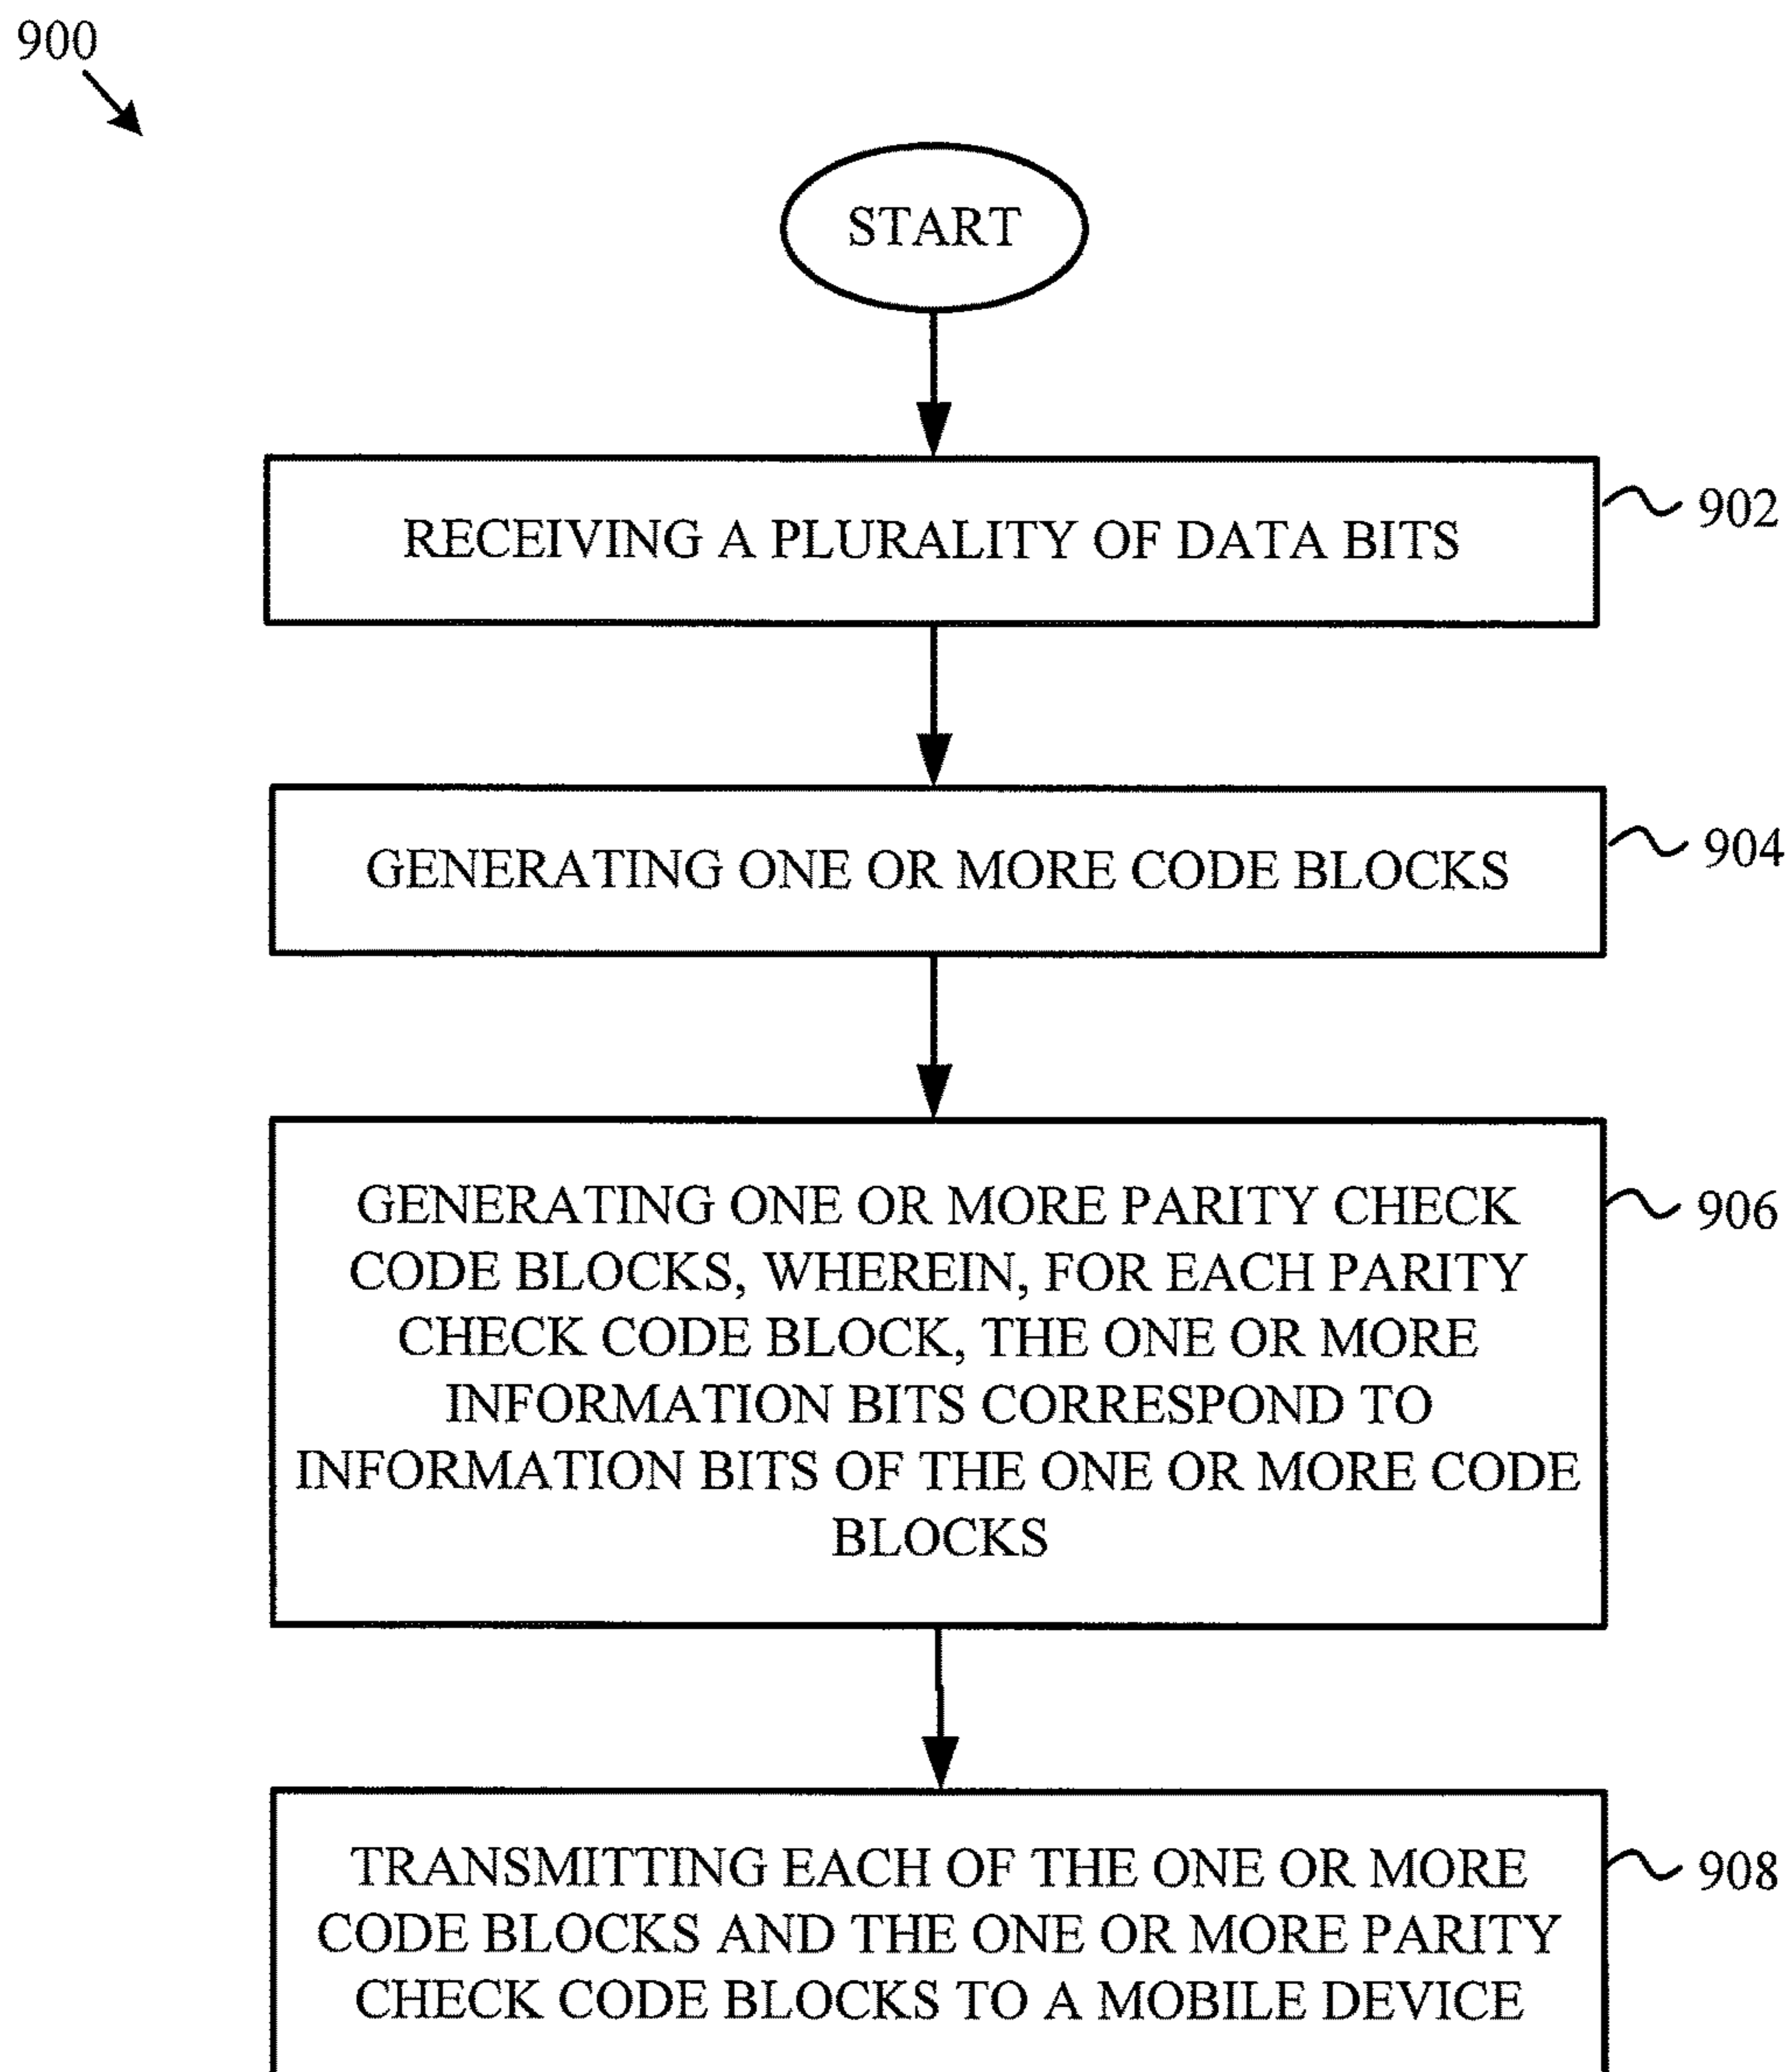 900
START
RECEIVING A PLURALITY OF DATA BITS
902
GENERATING ONE OR MORE CODE BLOCKS
904
GENERATING ONE OR MORE PARITY CHECK
CODE BLOCKS, WHEREIN, FOR EACH PARITY
CHECK CODE BLOCK, THE ONE OR MORE
INFORMATION BITS CORRESPOND TO
INFORMATION BITS OF THE ONE OR MORE CODE
BLOCKS
906
TRANSMITTING EACH OF THE ONE OR MORE
CODE BLOCKS AND THE ONE OR MORE PARITY
CHECK CODE BLOCKS TO A MOBILE DEVICE
908